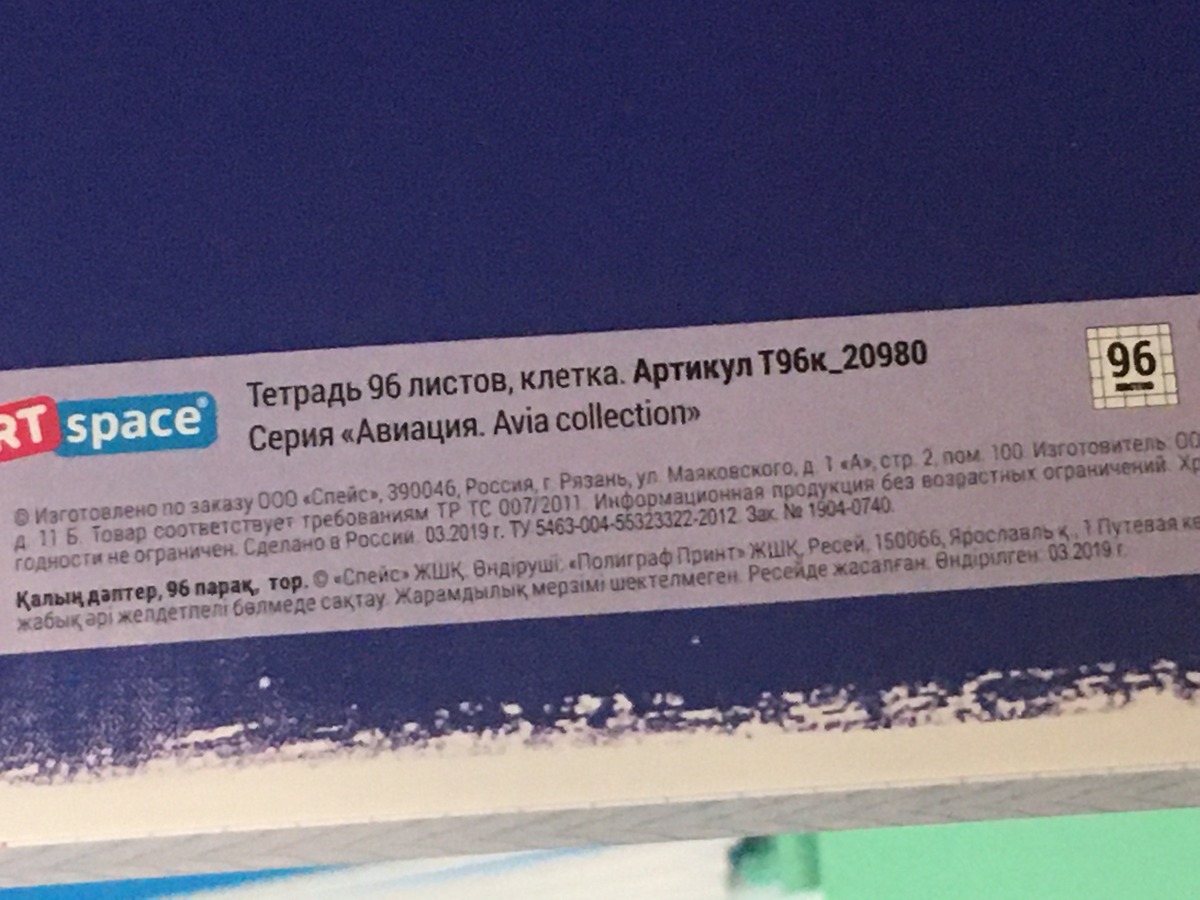 RT space®
Тетрадь 96 листов, клетка. Артикул Т96к_20980
Серия «Авиация. Avia collection»
96
листов
© Изготовлено по заказу ООО «Спейс», 390046, Россия, г. Рязань, ул. Маяковского, д. 1 «А», стр. 2, пом. 100. Изготовитель: ОО
д. 11 Б. Товар соответствует требованиям ТР ТС 007/2011. Информационная продукция без возрастных ограничений. Хр
годности не ограничен. Сделано в России. 03.2019 г. ТУ 5463-004-55323322-2012. Зак. № 1904-0740.
Қалың дәптер, 96 парақ, тор. © «Спейс» ЖШҚ. Өндіруші: «Полиграф Принт» ЖШҚ, Ресей, 150066, Ярославль қ., 1 Путевая к
жабық әрі желдетпелі бөлмеде сақтау. Жарамдылық мерзімі шектелмеген. Ресейде жасалған. Өндірілген: 03.2019 г.